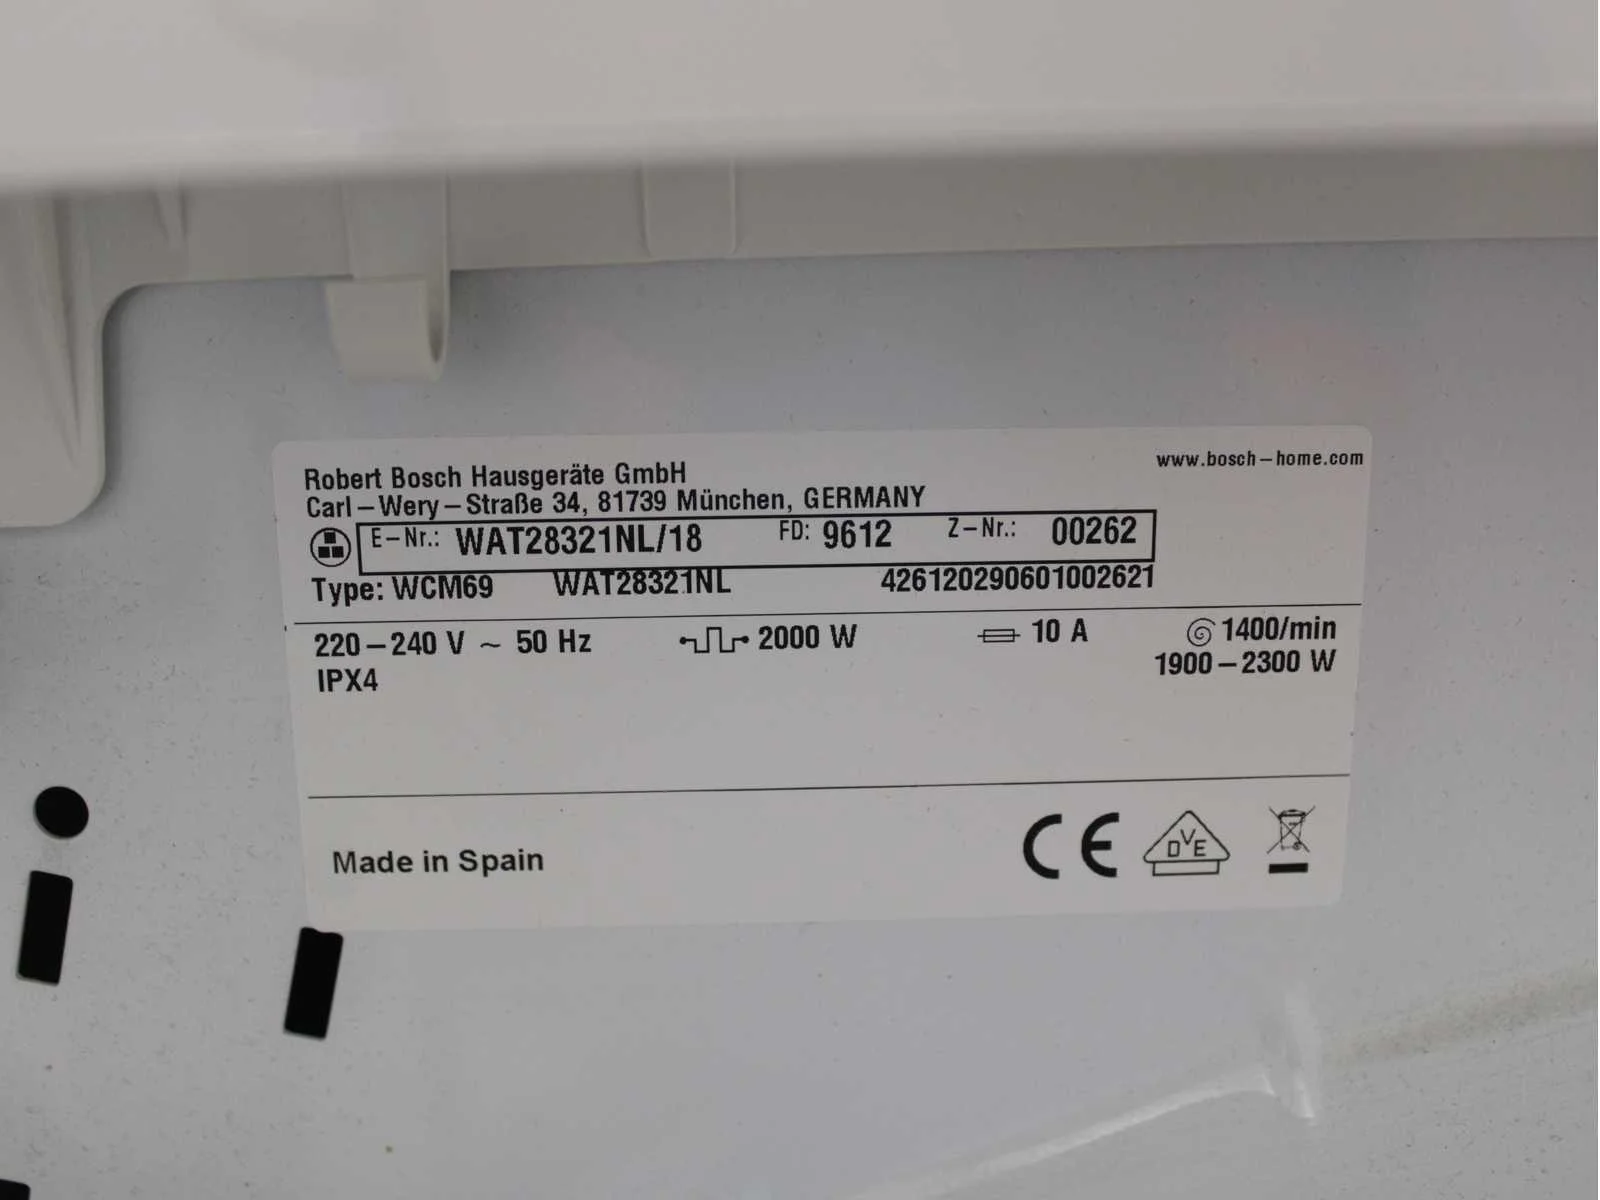 Robert Bosch Hausgeräte GmbH
www.bosch-home.com
Carl-Wery-Straße 34, 81739 München, GERMANY
E-Nr.: WAT28321NL/18 FD: 9612 Z-Nr.: 00262
Type: WCM69 WAT28321NL 426120290601002621
220-240 V ~ 50 Hz 2000 W 10 A 1400/min
IPX4 1900-2300 W
Made in Spain CE DVE